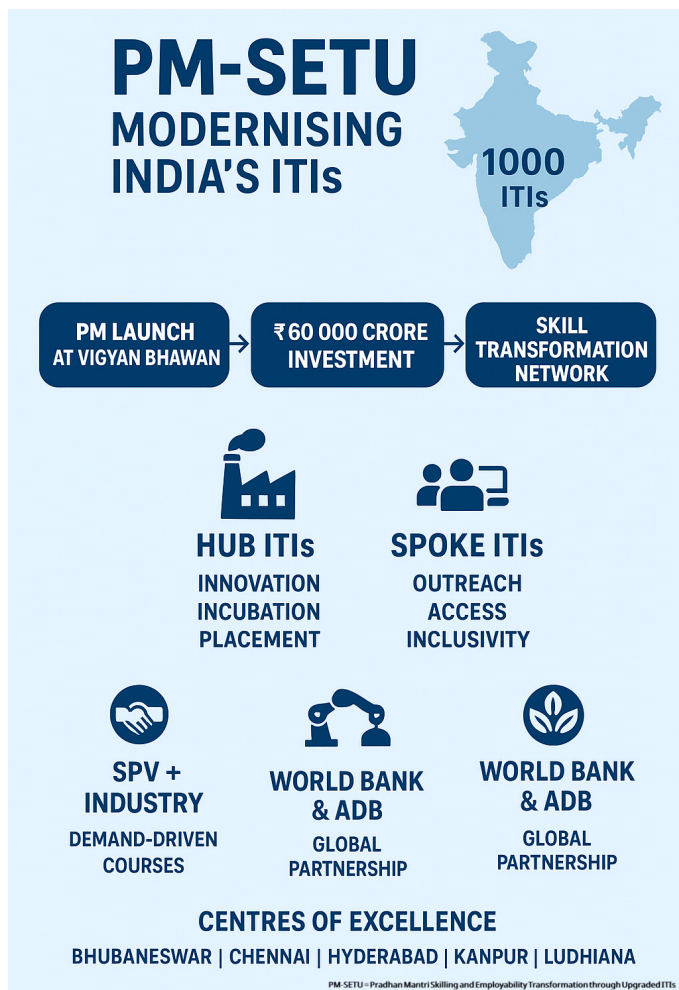 PM-SETU
MODERNISING
INDIA'S ITIs
1000
ITIs
PM LAUNCH
AT VIGYAN BHAWAN
₹60 000 CRORE
INVESTMENT
SKILL
TRANSFORMATION
NETWORK
HUB ITIs
INNOVATION
INCUBATION
PLACEMENT
SPOKE ITIs
OUTREACH
ACCESS
INCLUSIVITY
SPV +
INDUSTRY
DEMAND-DRIVEN
COURSES
WORLD BANK
& ADB
GLOBAL
PARTNERSHIP
WORLD BANK
& ADB
GLOBAL
PARTNERSHIP
CENTRES OF EXCELLENCE
BHUBANESWAR | CHENNAI | HYDERABAD | KANPUR | LUDHIANA
PM-SETU = Pradhan Mantri Skilling and Employability Transformation through Upgraded ITIs